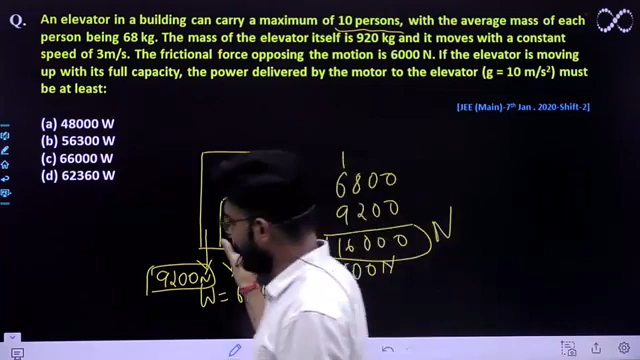 Q. An elevator in a building can carry a maximum of 10 persons, with the average mass of each
person being 68 kg. The mass of the elevator itself is 920 kg and it moves with a constant
speed of 3m/s. The frictional force opposing the motion is 6000 N. If the elevator is moving
up with its full capacity, the power delivered by the motor to the elevator (g = 10 m/s²) must
be at least:
[JEE (Main)-7th Jan . 2020-Shift-2]
(a) 48000 W
(b) 56300 W
(c) 66000 W
(d) 62360 W
1
6800
9200
16000 N
9200N
W =